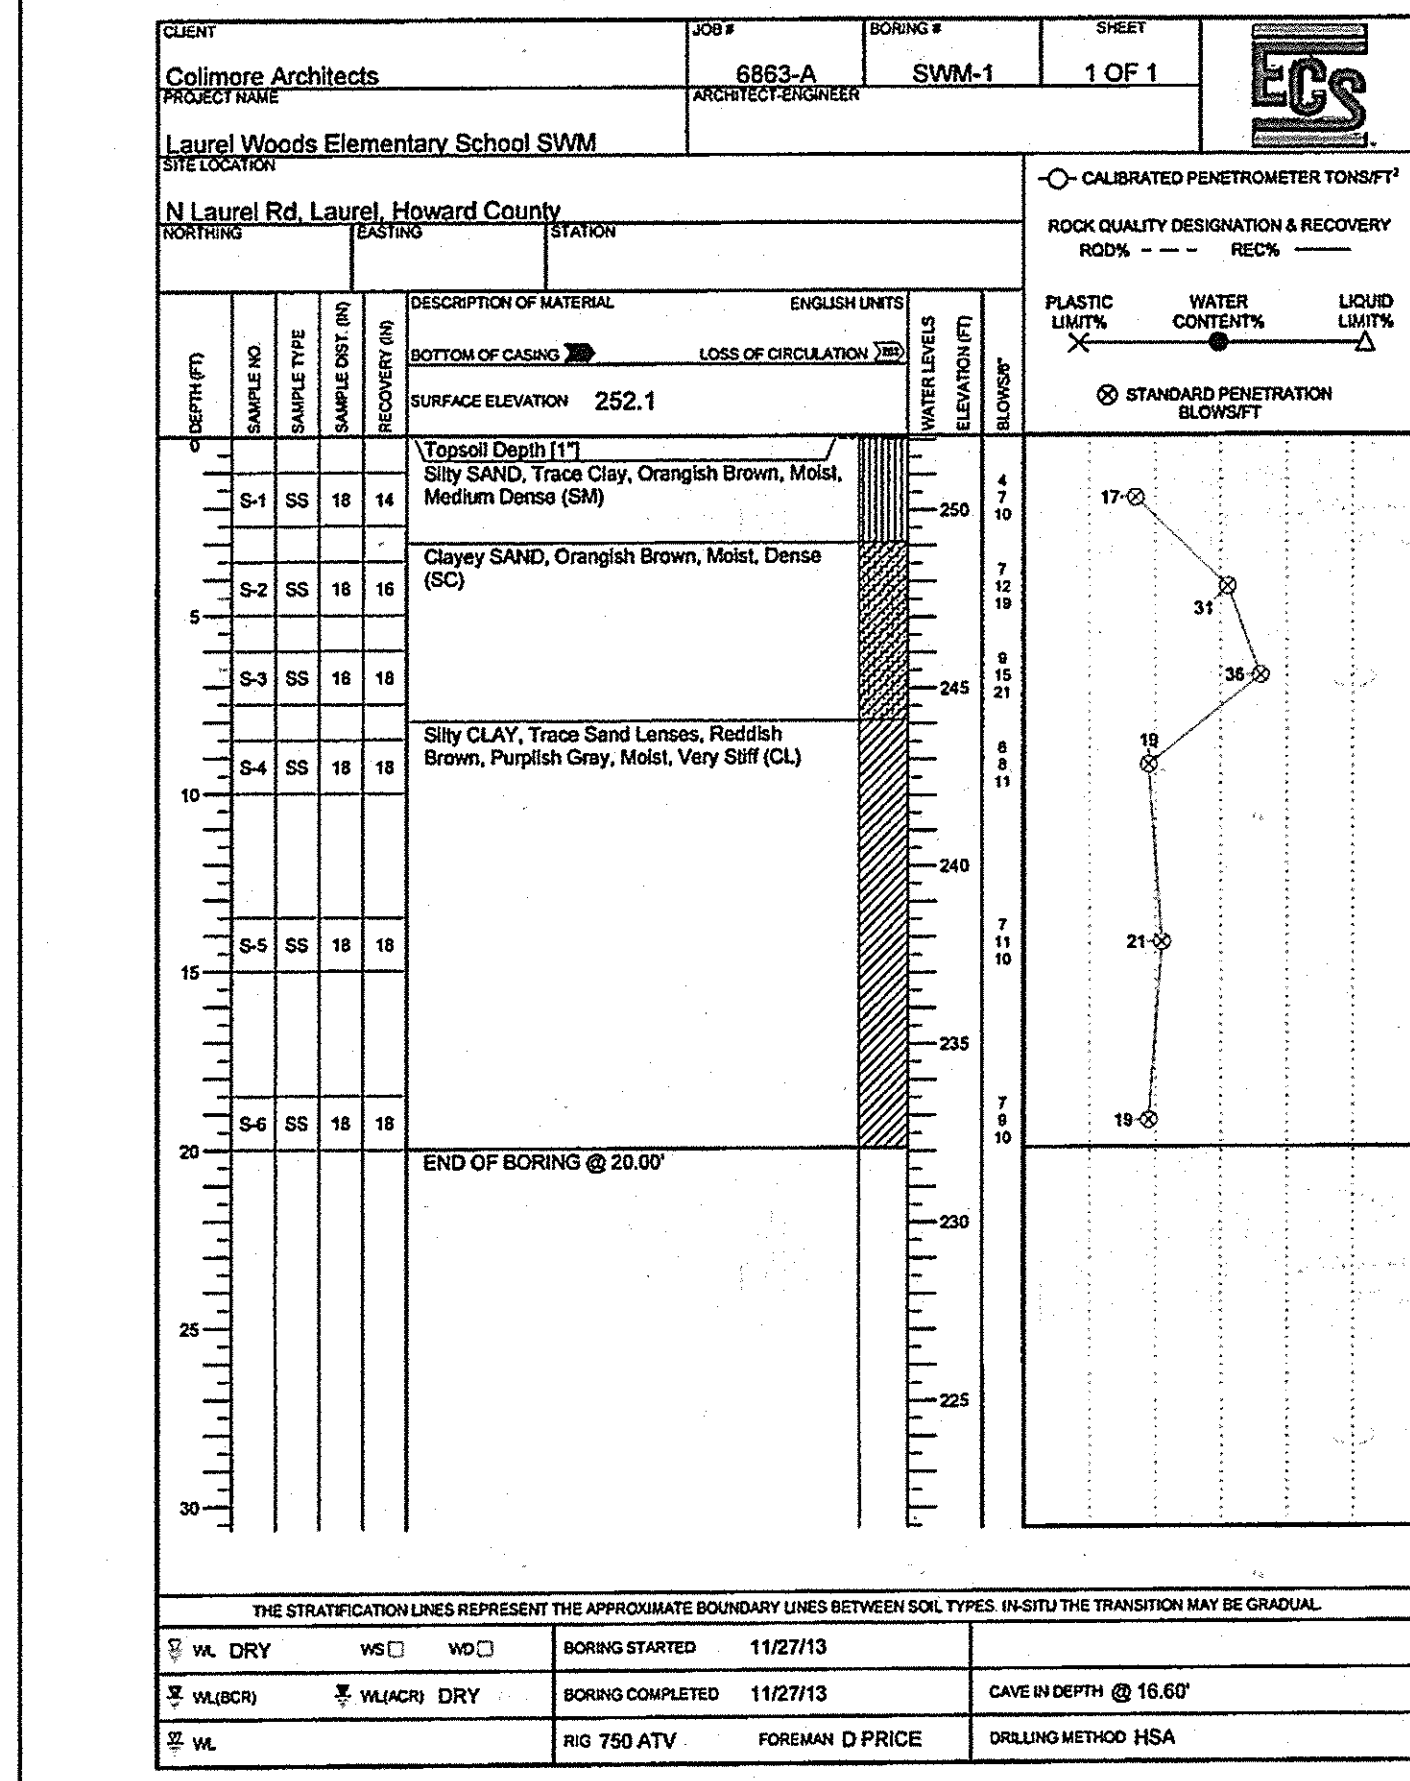 CLIENT
Colimore Architects
JOB #
6863-A
BORING #
SWM-1
SHEET
1 OF 1
ECS
PROJECT NAME
Laurel Woods Elementary School SWM
ARCHITECT-ENGINEER
SITE LOCATION
N Laurel Rd, Laurel, Howard County
NORTHING
EASTING
STATION
CALIBRATED PENETROMETER TONS/FT²
ROCK QUALITY DESIGNATION & RECOVERY
RQD% - - - REC% ———
PLASTIC LIMIT%
WATER CONTENT%
LIQUID LIMIT%
STANDARD PENETRATION
BLOWS/FT
DEPTH (FT)
SAMPLE NO.
SAMPLE TYPE
SAMPLE DIST. (IN)
RECOVERY (IN)
DESCRIPTION OF MATERIAL
ENGLISH UNITS
BOTTOM OF CASING
LOSS OF CIRCULATION
SURFACE ELEVATION 252.1
WATER LEVELS
ELEVATION (FT)
BLOWS/6"
0
Topsoil Depth [1"]
Silty SAND, Trace Clay, Orangish Brown, Moist,
Medium Dense (SM)
S-1 SS 18 14
250
4
7
10
17
Clayey SAND, Orangish Brown, Moist, Dense
(SC)
S-2 SS 18 16
7
12
19
31
5
S-3 SS 18 18
245
9
15
21
36
Silty CLAY, Trace Sand Lenses, Reddish
Brown, Purplish Gray, Moist, Very Stiff (CL)
S-4 SS 18 18
8
8
11
19
10
240
S-5 SS 18 18
7
11
10
21
15
235
S-6 SS 18 18
7
9
10
19
20
END OF BORING @ 20.00'
230
25
225
30
THE STRATIFICATION LINES REPRESENT THE APPROXIMATE BOUNDARY LINES BETWEEN SOIL TYPES. IN-SITU THE TRANSITION MAY BE GRADUAL.
WL DRY WS WD
BORING STARTED 11/27/13
WL(BCR) WL(ACR) DRY
BORING COMPLETED 11/27/13
CAVE IN DEPTH @ 16.60'
WL
RIG 750 ATV FOREMAN D PRICE
DRILLING METHOD HSA